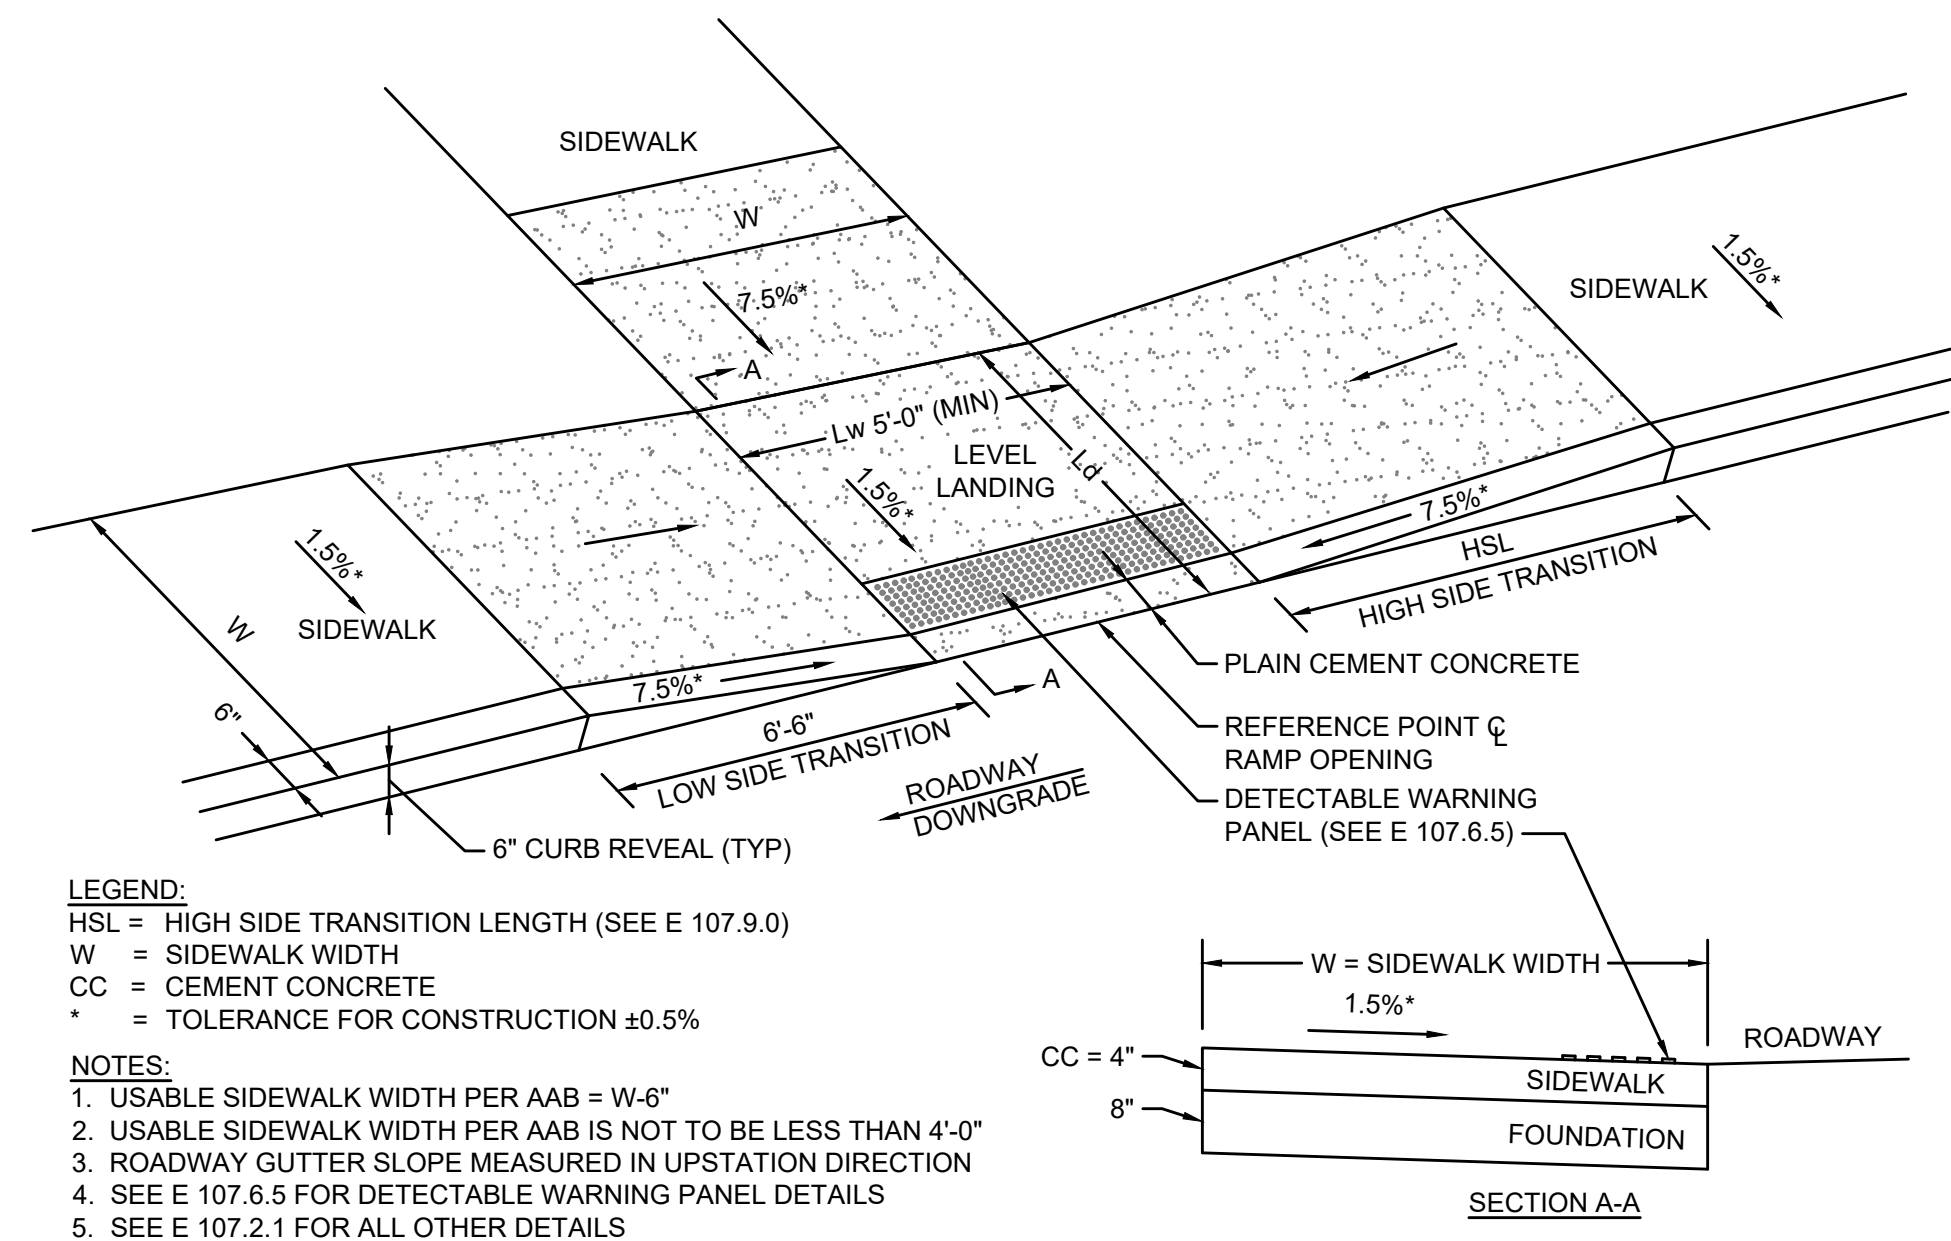 SIDEWALK
W
7.5%*
A
Lw 5'-0" (MIN)
LEVEL
LANDING
Ld
1.5%*
SIDEWALK
1.5%*
1.5%*
SIDEWALK
W
6"
7.5%*
HSL
HIGH SIDE TRANSITION
7.5%*
6'-6"
LOW SIDE TRANSITION
A
ROADWAY
DOWNGRADE
6" CURB REVEAL (TYP)
PLAIN CEMENT CONCRETE
REFERENCE POINT ℄
RAMP OPENING
DETECTABLE WARNING
PANEL (SEE E 107.6.5)
LEGEND:
HSL = HIGH SIDE TRANSITION LENGTH (SEE E 107.9.0)
W = SIDEWALK WIDTH
CC = CEMENT CONCRETE
* = TOLERANCE FOR CONSTRUCTION ±0.5%
NOTES:
1. USABLE SIDEWALK WIDTH PER AAB = W-6"
2. USABLE SIDEWALK WIDTH PER AAB IS NOT TO BE LESS THAN 4'-0"
3. ROADWAY GUTTER SLOPE MEASURED IN UPSTATION DIRECTION
4. SEE E 107.6.5 FOR DETECTABLE WARNING PANEL DETAILS
5. SEE E 107.2.1 FOR ALL OTHER DETAILS
W = SIDEWALK WIDTH
1.5%*
ROADWAY
CC = 4"
SIDEWALK
8"
FOUNDATION
SECTION A-A